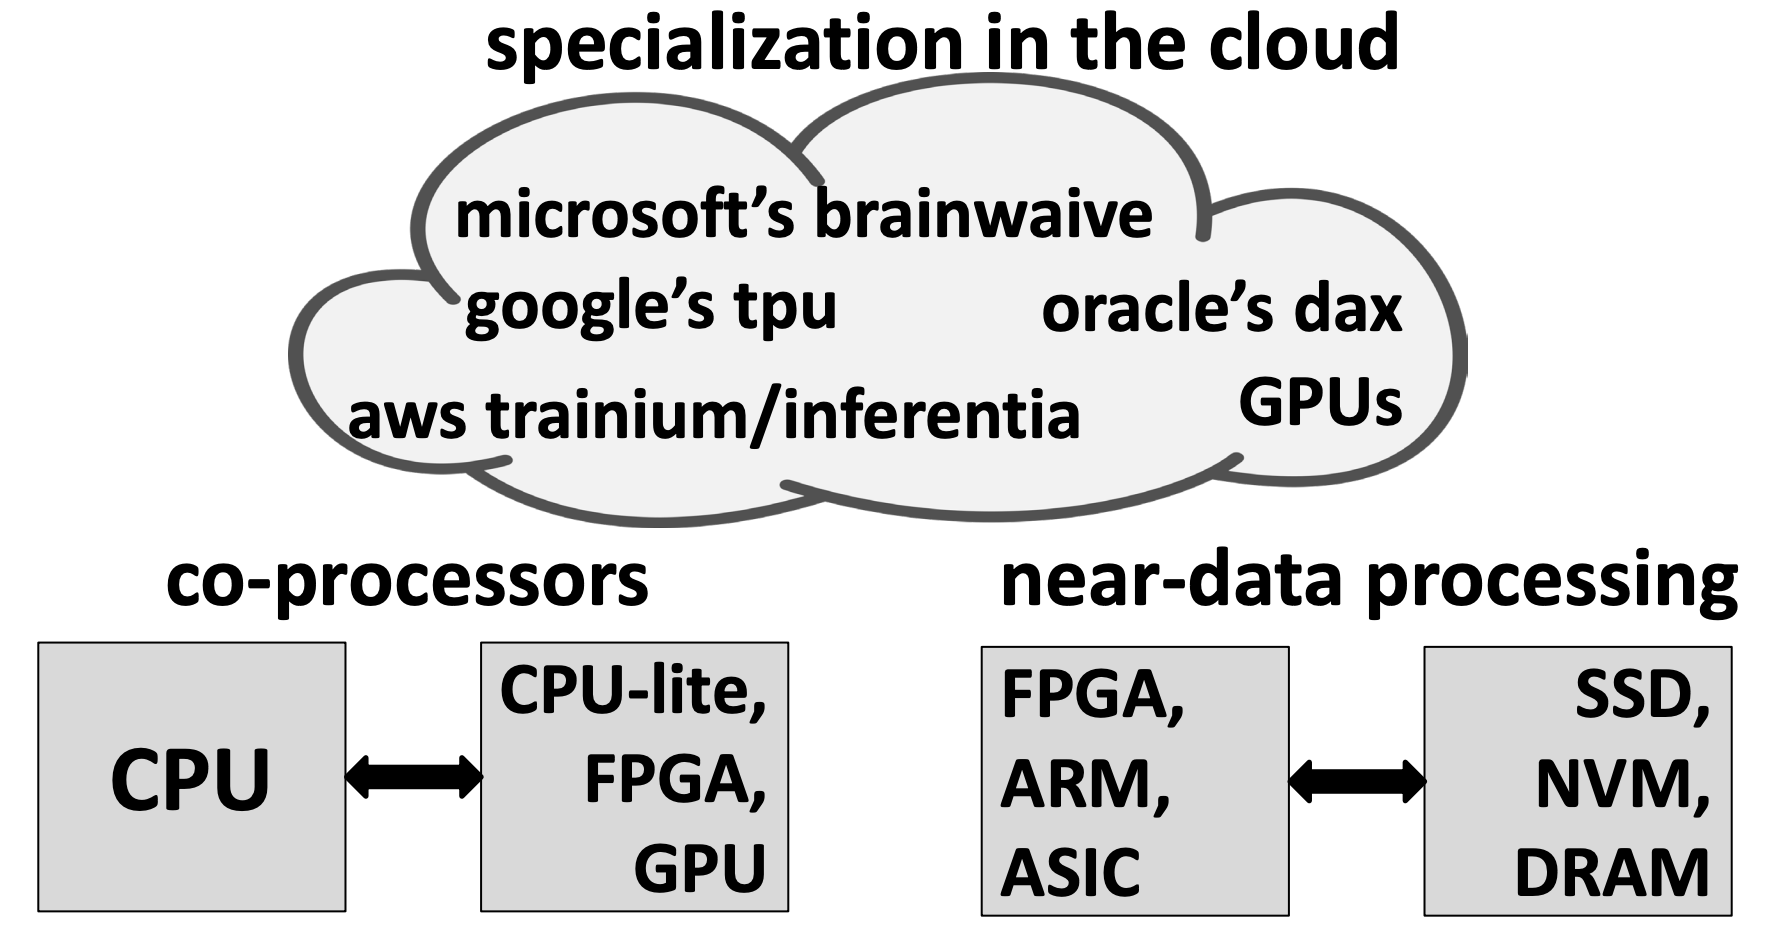 specialization in the cloud
microsoft's brainwaive
google's tpu
oracle's dax
aws trainium/inferentia
GPUs
co-processors
CPU
CPU-lite,
FPGA,
GPU
near-data processing
FPGA,
ARM,
ASIC
SSD,
NVM,
DRAM